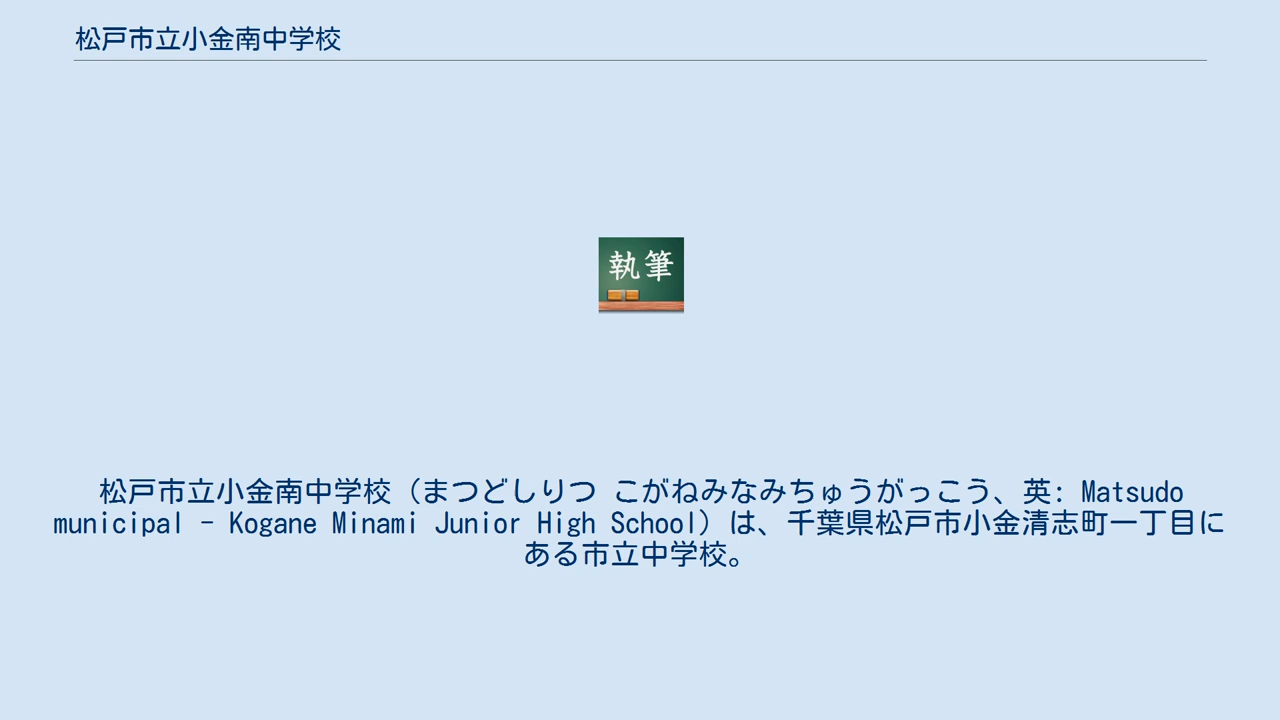 松戸市立小金南中学校
執筆
松戸市立小金南中学校（まつどしりつ こがねみなみちゅうがっこう、英: Matsudo
municipal - Kogane Minami Junior High School）は、千葉県松戸市小金清志町一丁目に
ある市立中学校。